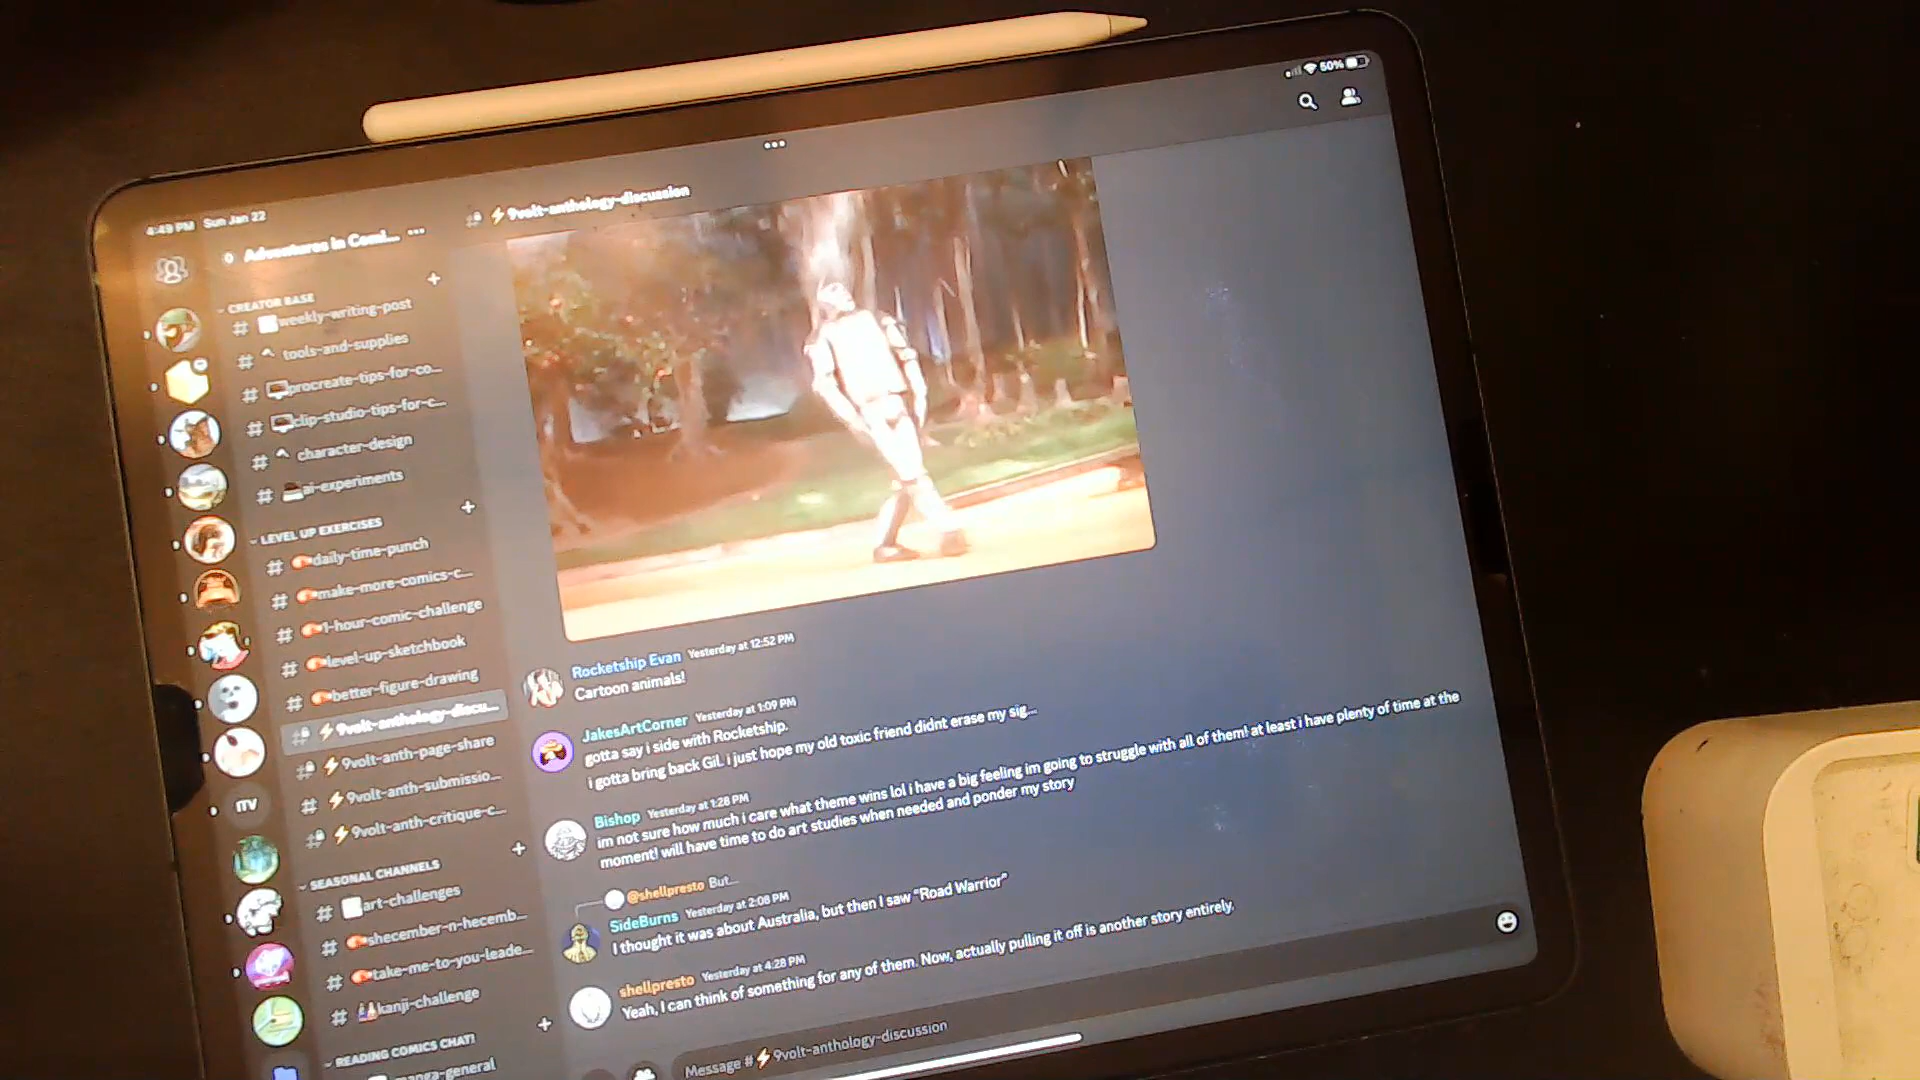 50%
4:49 PM Sun Jan 22
Adventures in Comi...
# ⚡9volt-anthology-discussion
CREATOR BASE
# weekly-writing-post
# tools-and-supplies
# procreate-tips-for-co...
# clip-studio-tips-for-c...
# character-design
# ai-experiments
LEVEL UP EXERCISES
# daily-time-punch
# make-more-comics-c...
# 1-hour-comic-challenge
# level-up-sketchbook
# better-figure-drawing
# ⚡9volt-anthology-discu...
# ⚡9volt-anth-page-share
# ⚡9volt-anth-submissio...
# ⚡9volt-anth-critique-c...
SEASONAL CHANNELS
# art-challenges
# shecember-n-hecemb...
# take-me-to-you-leade...
# kanji-challenge
READING COMICS CHAT!
manga-general
ITV
Rocketship Evan Yesterday at 12:52 PM
Cartoon animals!
JakesArtCorner Yesterday at 1:09 PM
gotta say i side with Rocketship.
i gotta bring back Gil. i just hope my old toxic friend didnt erase my sig...
Bishop Yesterday at 1:28 PM
im not sure how much i care what theme wins lol i have a big feeling im going to struggle with all of them! at least i have plenty of time at the
moment! will have time to do art studies when needed and ponder my story
@shellpresto But...
SideBurns Yesterday at 2:08 PM
I thought it was about Australia, but then I saw "Road Warrior"
shellpresto Yesterday at 4:28 PM
Yeah, I can think of something for any of them. Now, actually pulling it off is another story entirely.
Message # ⚡9volt-anthology-discussion